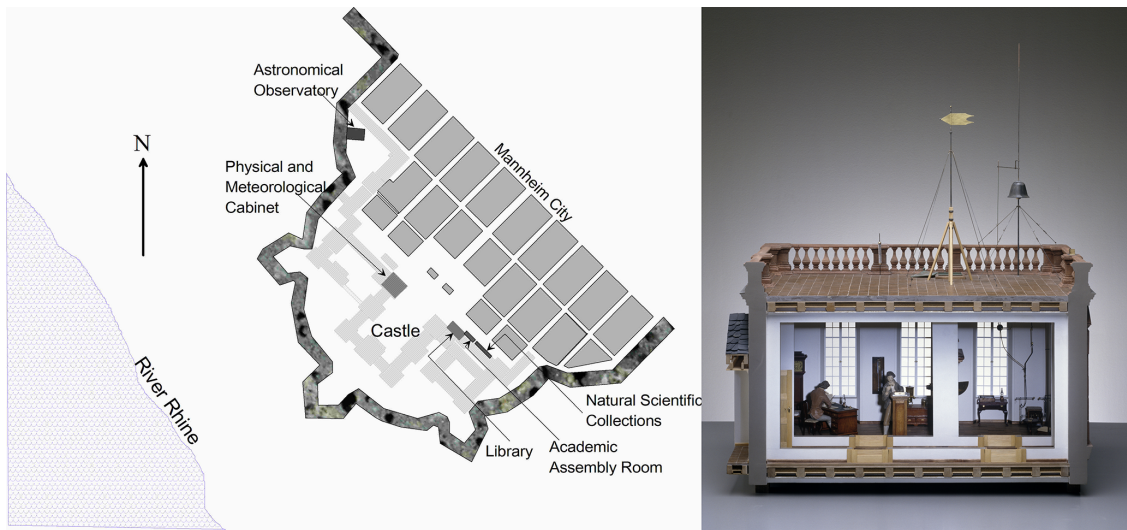 Astronomical
Observatory
N
Physical and
Meteorological
Cabinet
Mannheim City
Castle
River Rhine
Natural Scientific
Collections
Library
Academic
Assembly Room